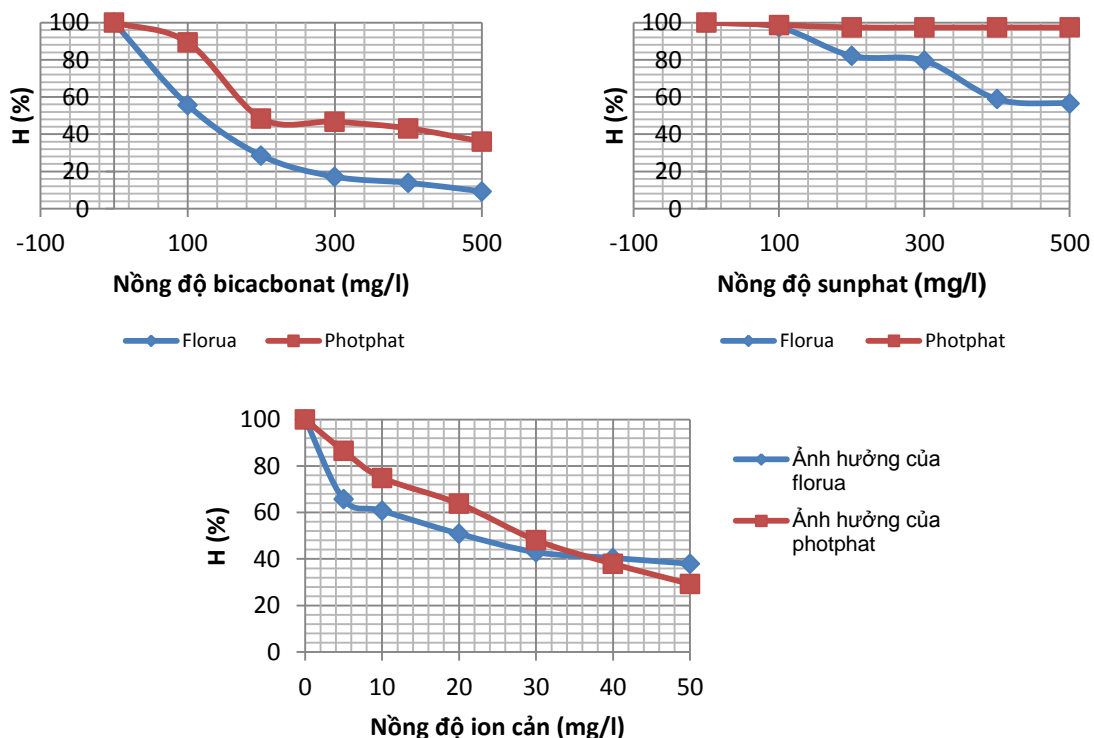 H (%)
100
80
60
40
20
0
-100 100 300 500
Nồng độ bicacbonat (mg/l)
Florua Photphat
H (%)
100
80
60
40
20
0
-100 100 300 500
Nồng độ sunphat (mg/l)
Florua Photphat
H (%)
100
80
60
40
20
0
0 10 20 30 40 50
Nồng độ ion cản (mg/l)
Ảnh hưởng của
florua
Ảnh hưởng của
photphat